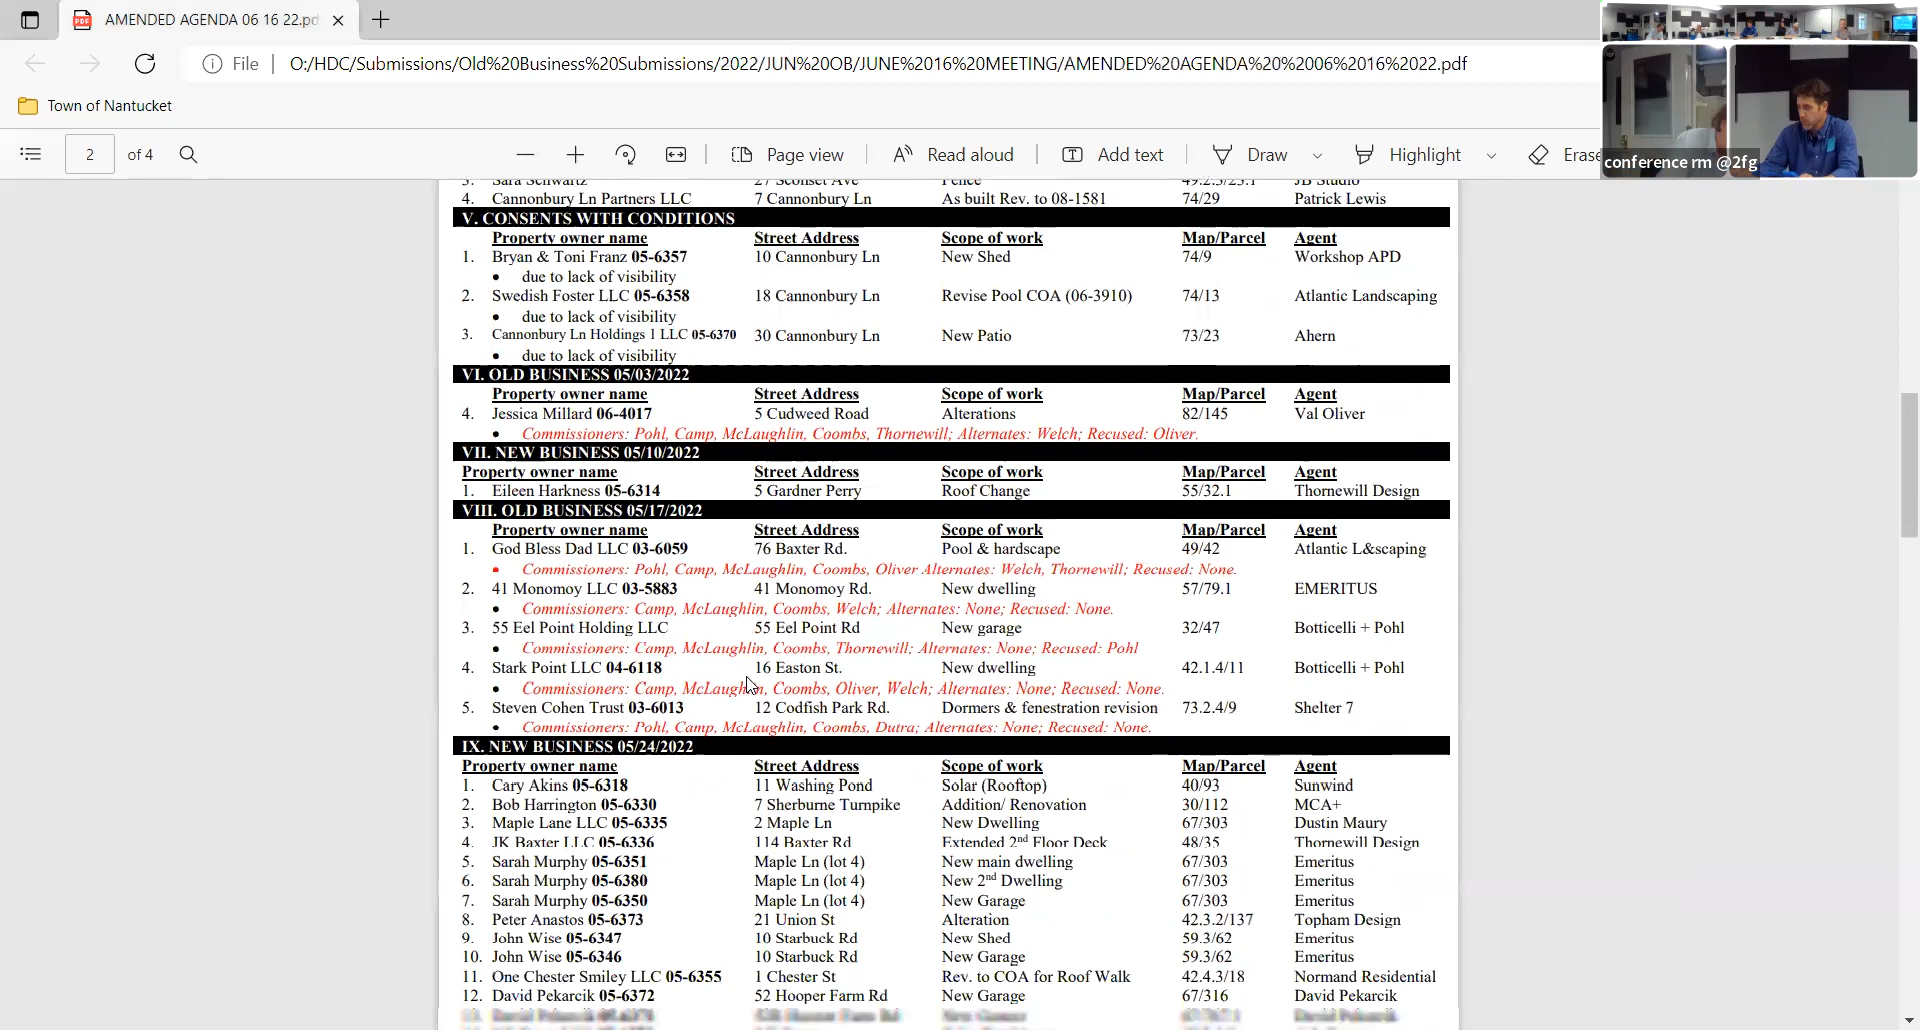 AMENDED AGENDA 06 16 22.pd
File
O:/HDC/Submissions/Old%20Business%20Submissions/2022/JUN%20OB/JUNE%2016%20MEETING/AMENDED%20AGENDA%20%2006%2016%2022.pdf
Town of Nantucket
2 of 4 Page view Read aloud Add text Draw Highlight Erase
conference rm @2fg
3. Sara Schwartz 27 Sconset Ave Fence 49.2.3/23.1 JB Studio
4. Cannonbury Ln Partners LLC 7 Cannonbury Ln As built Rev. to 08-1581 74/29 Patrick Lewis
V. CONSENTS WITH CONDITIONS
Property owner name Street Address Scope of work Map/Parcel Agent
1. Bryan & Toni Franz 05-6357 10 Cannonbury Ln New Shed 74/9 Workshop APD
• due to lack of visibility
2. Swedish Foster LLC 05-6358 18 Cannonbury Ln Revise Pool COA (06-3910) 74/13 Atlantic Landscaping
• due to lack of visibility
3. Cannonbury Ln Holdings 1 LLC 05-6370 30 Cannonbury Ln New Patio 73/23 Ahern
• due to lack of visibility
VI. OLD BUSINESS 05/03/2022
Property owner name Street Address Scope of work Map/Parcel Agent
4. Jessica Millard 06-4017 5 Cudweed Road Alterations 82/145 Val Oliver
• Commissioners: Pohl, Camp, McLaughlin, Coombs, Thornewill; Alternates: Welch; Recused: Oliver.
VII. NEW BUSINESS 05/10/2022
Property owner name Street Address Scope of work Map/Parcel Agent
1. Eileen Harkness 05-6314 5 Gardner Perry Roof Change 55/32.1 Thornewill Design
VIII. OLD BUSINESS 05/17/2022
Property owner name Street Address Scope of work Map/Parcel Agent
1. God Bless Dad LLC 03-6059 76 Baxter Rd. Pool & hardscape 49/42 Atlantic L&scaping
• Commissioners: Pohl, Camp, McLaughlin, Coombs, Oliver Alternates: Welch, Thornewill; Recused: None.
2. 41 Monomoy LLC 03-5883 41 Monomoy Rd. New dwelling 57/79.1 EMERITUS
• Commissioners: Camp, McLaughlin, Coombs, Welch; Alternates: None; Recused: None.
3. 55 Eel Point Holding LLC 55 Eel Point Rd New garage 32/47 Botticelli + Pohl
• Commissioners: Camp, McLaughlin, Coombs, Thornewill; Alternates: None; Recused: Pohl
4. Stark Point LLC 04-6118 16 Easton St. New dwelling 42.1.4/11 Botticelli + Pohl
• Commissioners: Camp, McLaughlin, Coombs, Oliver, Welch; Alternates: None; Recused: None.
5. Steven Cohen Trust 03-6013 12 Codfish Park Rd. Dormers & fenestration revision 73.2.4/9 Shelter 7
• Commissioners: Pohl, Camp, McLaughlin, Coombs, Dutra; Alternates: None; Recused: None.
IX. NEW BUSINESS 05/24/2022
Property owner name Street Address Scope of work Map/Parcel Agent
1. Cary Akins 05-6318 11 Washing Pond Solar (Rooftop) 40/93 Sunwind
2. Bob Harrington 05-6330 7 Sherburne Turnpike Addition/ Renovation 30/112 MCA+
3. Maple Lane LLC 05-6335 2 Maple Ln New Dwelling 67/303 Dustin Maury
4. JK Baxter LLC 05-6336 114 Baxter Rd Extended 2nd Floor Deck 48/35 Thornewill Design
5. Sarah Murphy 05-6351 Maple Ln (lot 4) New main dwelling 67/303 Emeritus
6. Sarah Murphy 05-6380 Maple Ln (lot 4) New 2nd Dwelling 67/303 Emeritus
7. Sarah Murphy 05-6350 Maple Ln (lot 4) New Garage 67/303 Emeritus
8. Peter Anastos 05-6373 21 Union St Alteration 42.3.2/137 Topham Design
9. John Wise 05-6347 10 Starbuck Rd New Shed 59.3/62 Emeritus
10. John Wise 05-6346 10 Starbuck Rd New Garage 59.3/62 Emeritus
11. One Chester Smiley LLC 05-6355 1 Chester St Rev. to COA for Roof Walk 42.4.3/18 Normand Residential
12. David Pekarcik 05-6372 52 Hooper Farm Rd New Garage 67/316 David Pekarcik